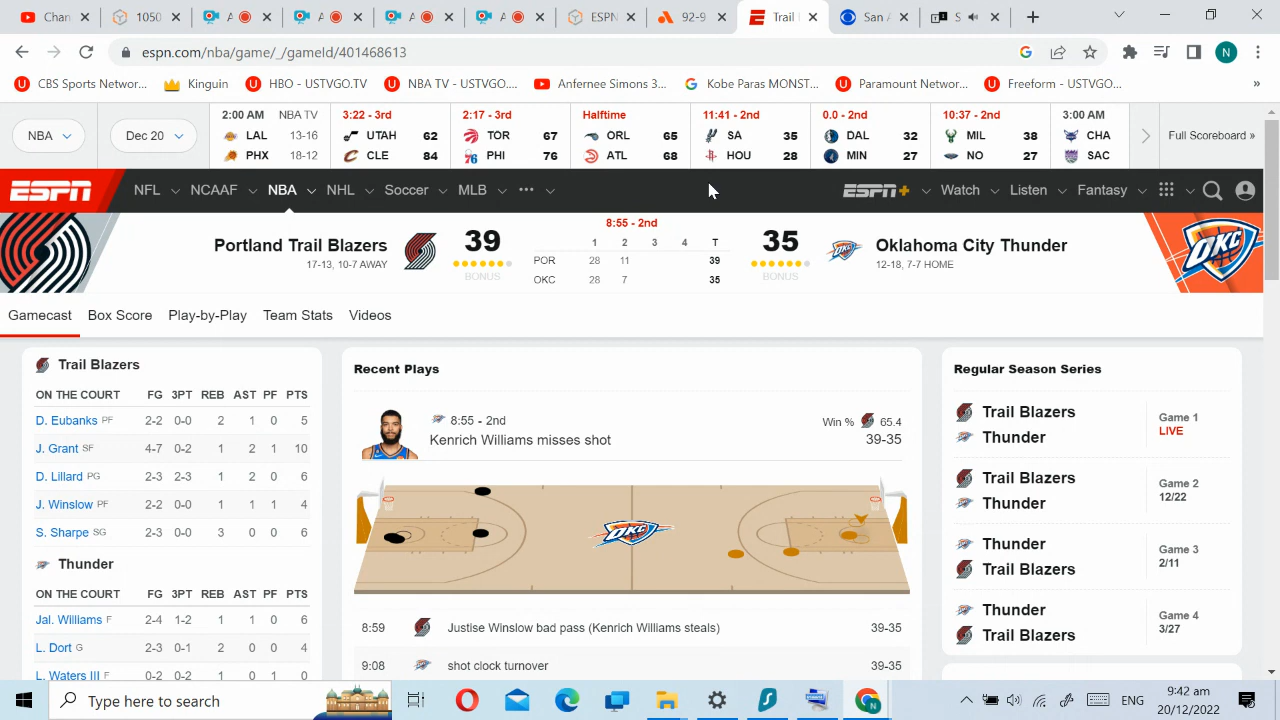 Chan
1050
A
A
A
ESPN
92-9
Trail
San A
S
espn.com/nba/game/_/gameId/401468613
N
CBS Sports Networ...
Kinguin
HBO - USTVGO.TV
NBA TV - USTVGO....
Anfernee Simons 3...
Kobe Paras MONST...
Paramount Networ...
Freeform - USTVGO...
»
NBA
Dec 20
2:00 AM NBA TV
LAL 13-16
PHX 18-12
3:22 - 3rd
UTAH 62
CLE 84
2:17 - 3rd
TOR 67
PHI 76
Halftime
ORL 65
ATL 68
11:41 - 2nd
SA 35
HOU 28
0.0 - 2nd
DAL 32
MIN 27
10:37 - 2nd
MIL 38
NO 27
3:00 AM
CHA
SAC
Full Scoreboard »
ESPN NFL NCAAF NBA NHL Soccer MLB ••• ESPN+ Watch Listen Fantasy
Portland Trail Blazers
17-13, 10-7 AWAY
39
BONUS
8:55 - 2nd
1 2 3 4 T
POR 28 11 39
OKC 28 7 35
35
BONUS
Oklahoma City Thunder
12-18, 7-7 HOME
OKC
Gamecast Box Score Play-by-Play Team Stats Videos
Trail Blazers
ON THE COURT FG 3PT REB AST PF PTS
D. Eubanks PF 2-2 0-0 2 1 0 5
J. Grant SF 4-7 0-2 1 2 1 10
D. Lillard PG 2-3 2-3 1 2 0 6
J. Winslow PF 2-2 0-0 1 1 1 4
S. Sharpe SG 2-3 0-0 3 0 0 6
Thunder
ON THE COURT FG 3PT REB AST PF PTS
Jal. Williams F 2-4 1-2 1 1 0 6
L. Dort G 2-3 0-1 2 0 0 4
L. Waters III F 0-2 0-2 1 0 1 0
Recent Plays
8:55 - 2nd
Kenrich Williams misses shot
Win % 65.4
39-35
OKC
8:59 Justise Winslow bad pass (Kenrich Williams steals) 39-35
9:08 shot clock turnover 39-35
Regular Season Series
Trail Blazers
Thunder
Game 1
LIVE
Trail Blazers
Thunder
Game 2
12/22
Thunder
Trail Blazers
Game 3
2/11
Thunder
Trail Blazers
Game 4
3/27
Type here to search
ENG
9:42 am
20/12/2022